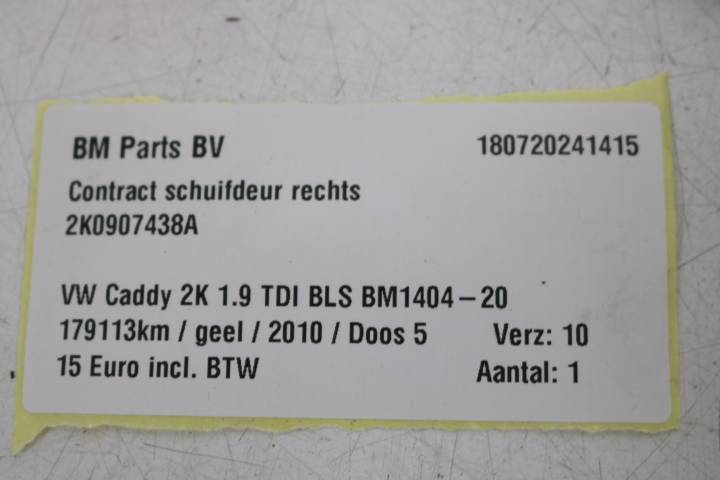 BM Parts BV 180720241415
Contract schuifdeur rechts
2K0907438A
VW Caddy 2K 1.9 TDI BLS BM1404-20
179113km / geel / 2010 / Doos 5 Verz: 10
15 Euro incl. BTW Aantal: 1